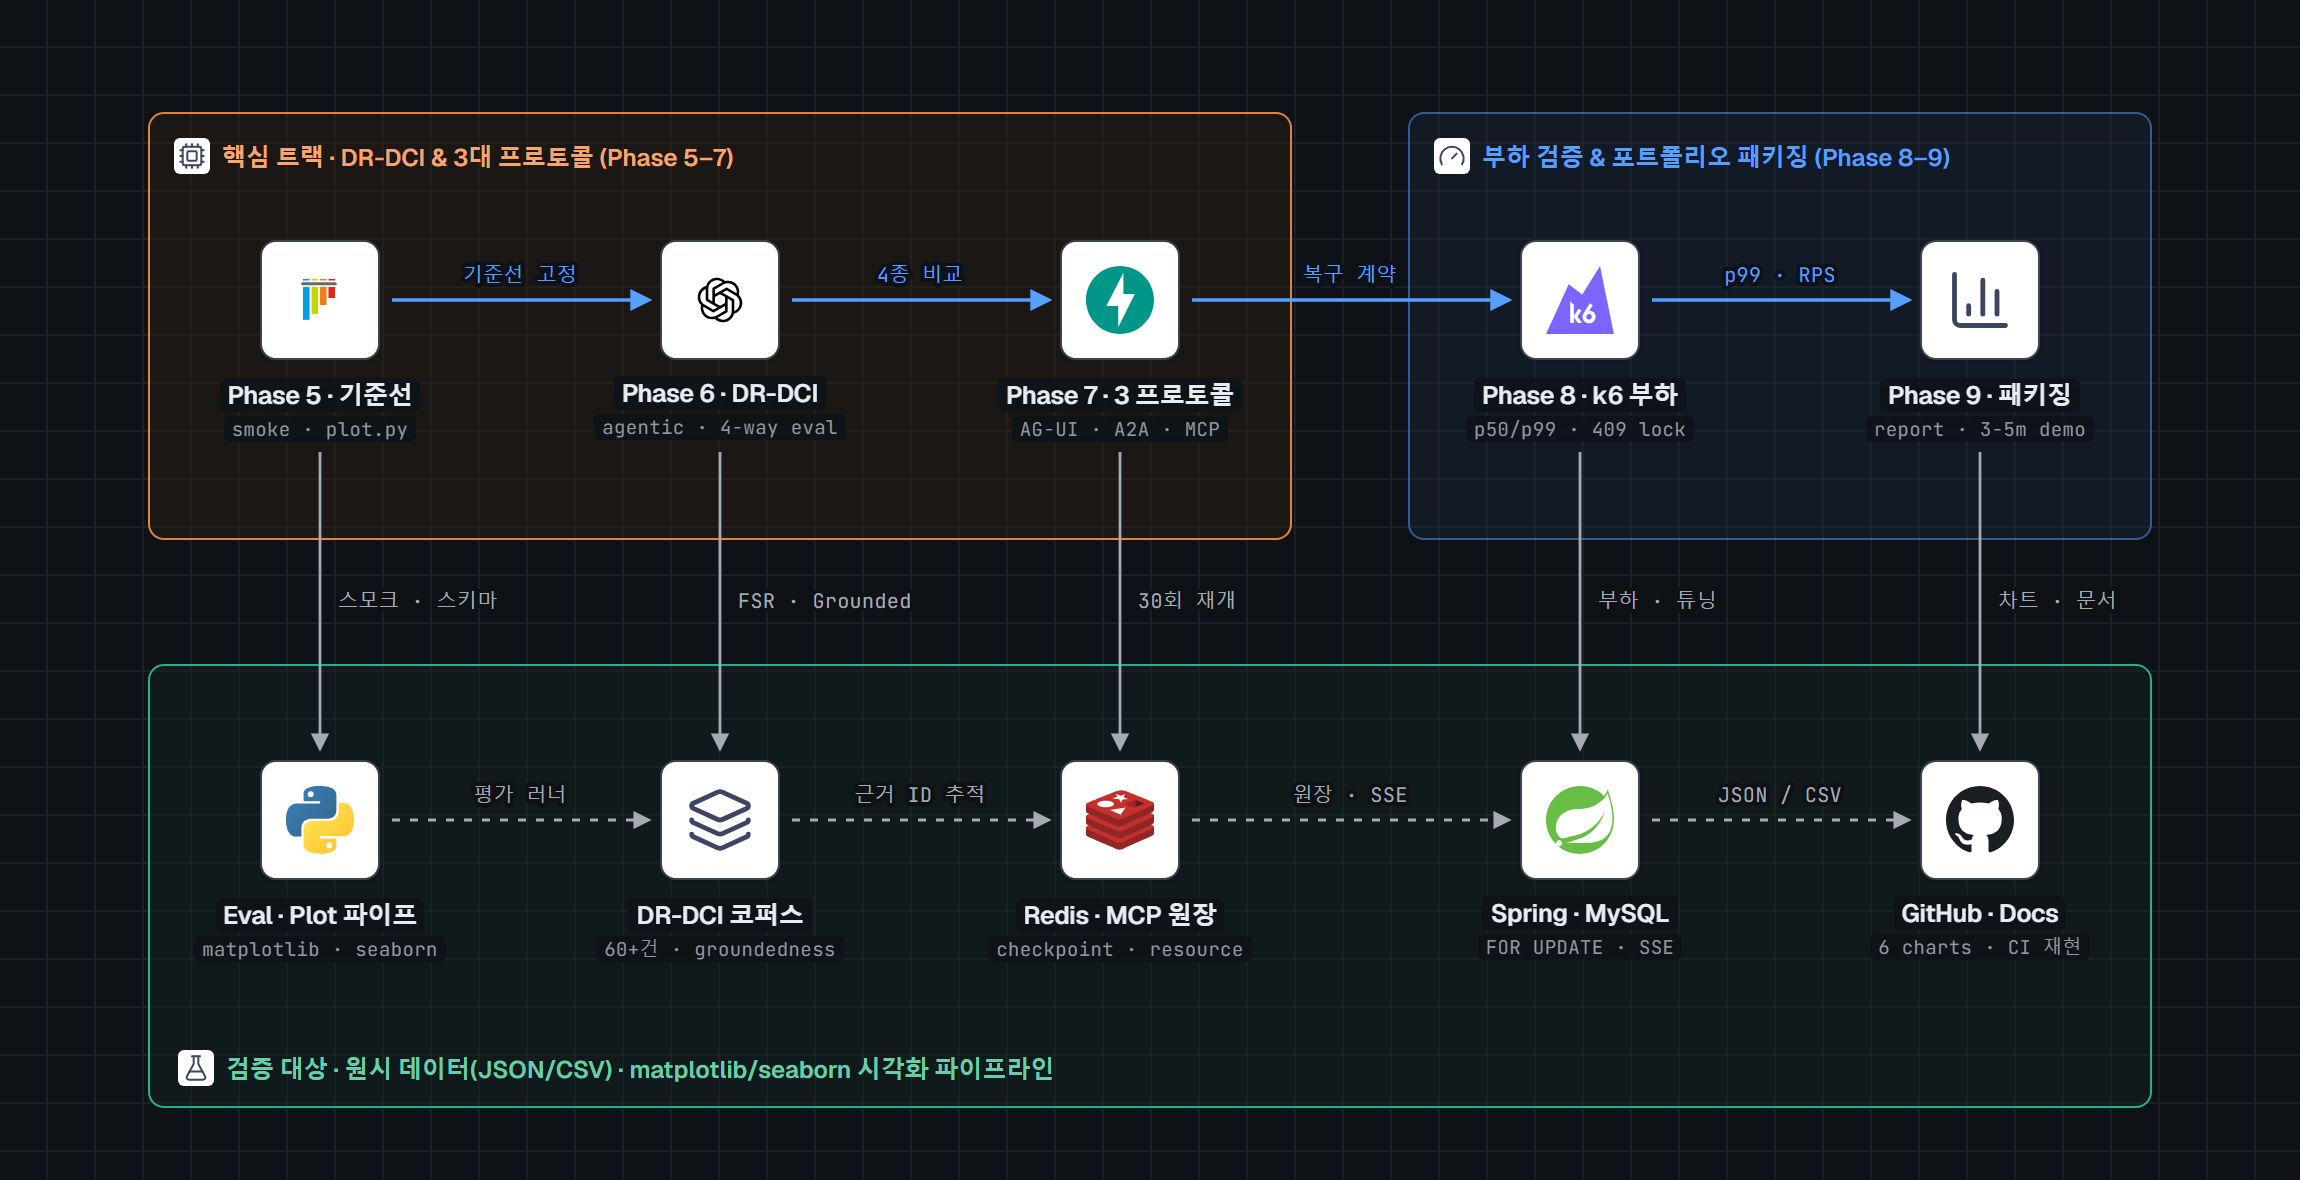 핵심 트랙 · DR-DCI & 3대 프로토콜 (Phase 5–7)
부하 검증 & 포트폴리오 패키징 (Phase 8–9)
기준선 고정
4종 비교
복구 계약
p99 · RPS
k6
Phase 5 · 기준선
smoke · plot.py
Phase 6 · DR-DCI
agentic · 4-way eval
Phase 7 · 3 프로토콜
AG-UI · A2A · MCP
Phase 8 · k6 부하
p50/p99 · 409 lock
Phase 9 · 패키징
report · 3-5m demo
스모크 · 스키마
FSR · Grounded
30회 재개
부하 · 튜닝
차트 · 문서
평가 러너
근거 ID 추적
원장 · SSE
JSON / CSV
Eval · Plot 파이프
matplotlib · seaborn
DR-DCI 코퍼스
60+건 · groundedness
Redis · MCP 원장
checkpoint · resource
Spring · MySQL
FOR UPDATE · SSE
GitHub · Docs
6 charts · CI 재현
검증 대상 · 원시 데이터(JSON/CSV) · matplotlib/seaborn 시각화 파이프라인